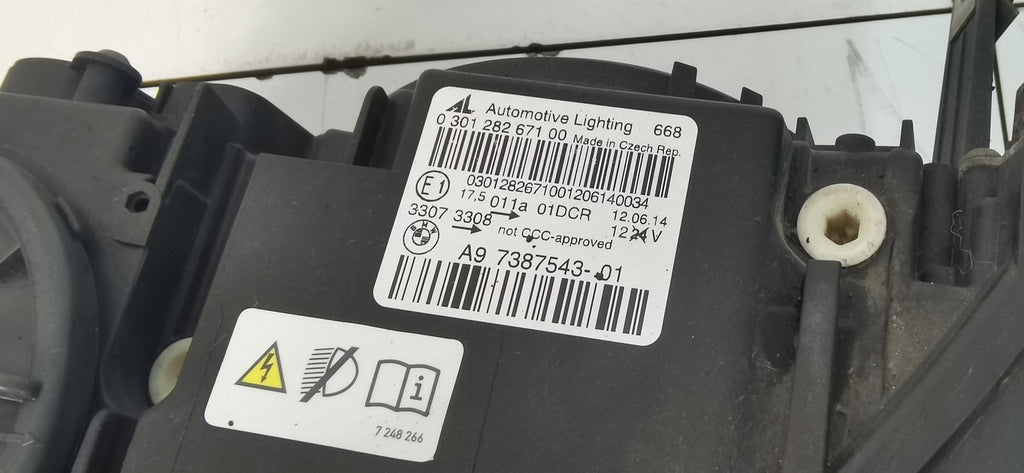 AL Automotive Lighting 668
0 301 282 671 00 Made in Czech Rep.
0301282671001206140034
E1 17,5 011a 01DCR 12.06.14
3307 3308 not CCC-approved 12 24 V
BMW
A9 7387543-01
i
7 248 266